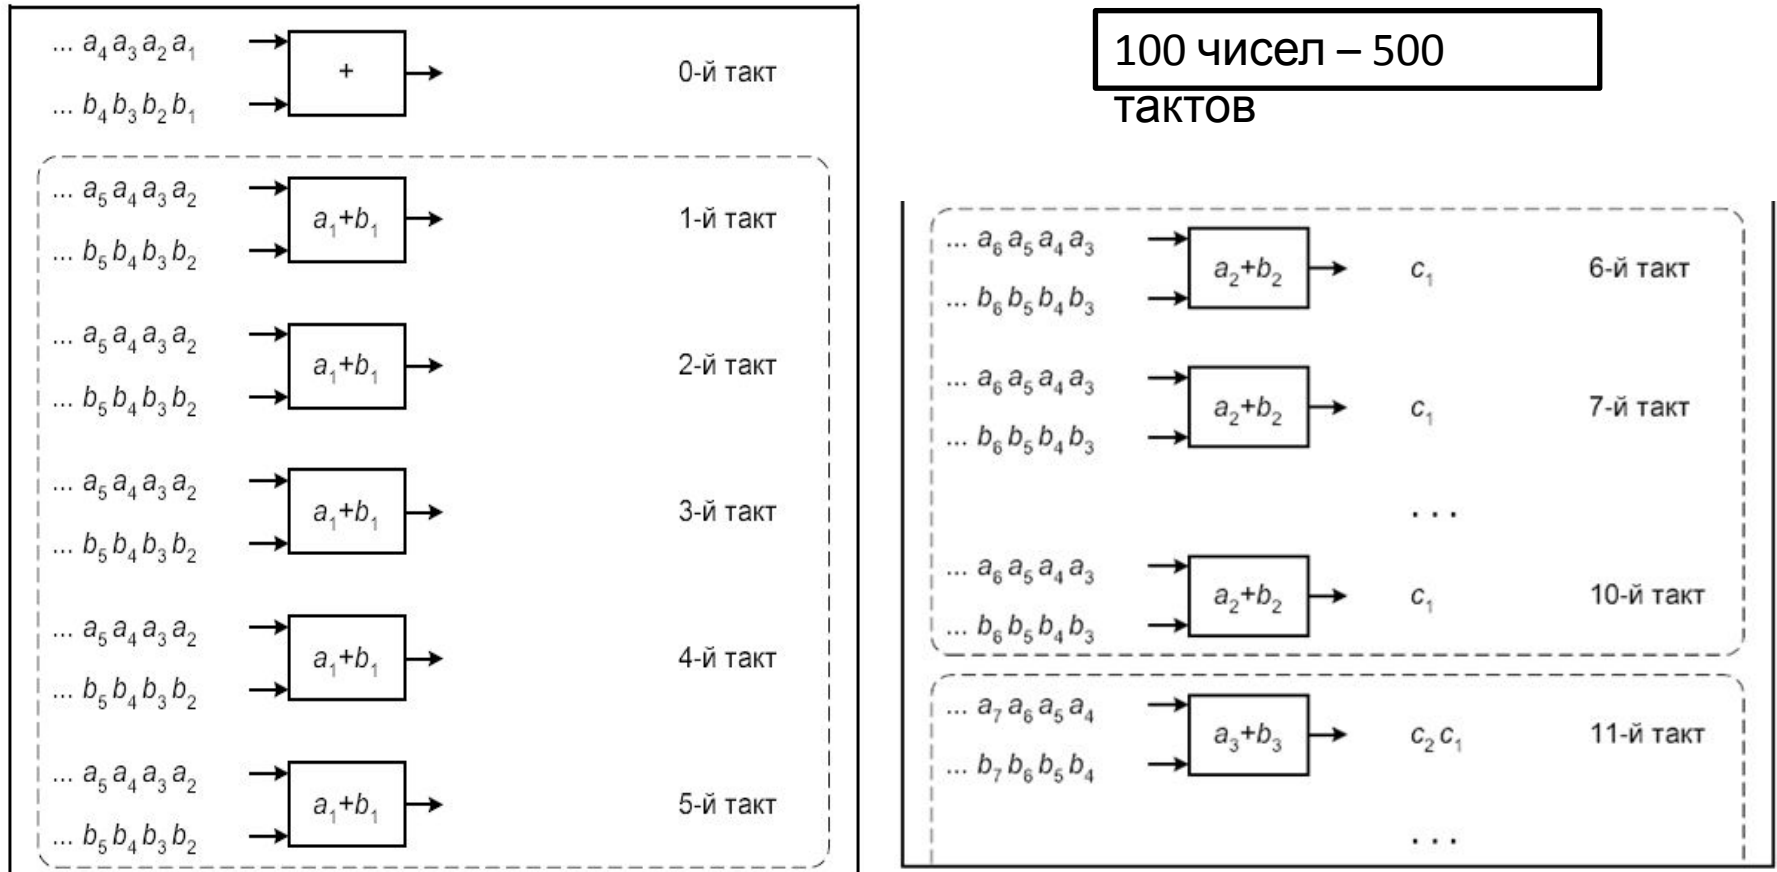 ... a₄ a₃ a₂ a₁
+
0-й такт
... b₄ b₃ b₂ b₁
... a₅ a₄ a₃ a₂
a₁+b₁
1-й такт
... b₅ b₄ b₃ b₂
... a₅ a₄ a₃ a₂
a₁+b₁
2-й такт
... b₅ b₄ b₃ b₂
... a₅ a₄ a₃ a₂
a₁+b₁
3-й такт
... b₅ b₄ b₃ b₂
... a₅ a₄ a₃ a₂
a₁+b₁
4-й такт
... b₅ b₄ b₃ b₂
... a₅ a₄ a₃ a₂
a₁+b₁
5-й такт
... b₅ b₄ b₃ b₂
100 чисел – 500
тактов
... a₆ a₅ a₄ a₃
a₂+b₂ c₁ 6-й такт
... b₆ b₅ b₄ b₃
... a₆ a₅ a₄ a₃
a₂+b₂ c₁ 7-й такт
... b₆ b₅ b₄ b₃
. . .
... a₆ a₅ a₄ a₃
a₂+b₂ c₁ 10-й такт
... b₆ b₅ b₄ b₃
... a₇ a₆ a₅ a₄
a₃+b₃ c₂ c₁ 11-й такт
... b₇ b₆ b₅ b₄
. . .